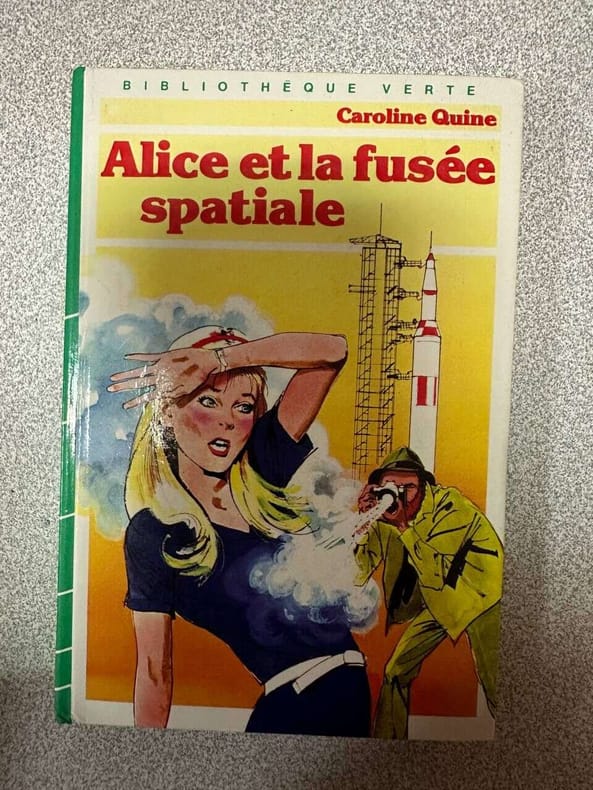 BIBLIOTHÈQUE VERTE
Caroline Quine
Alice et la fusée
spatiale